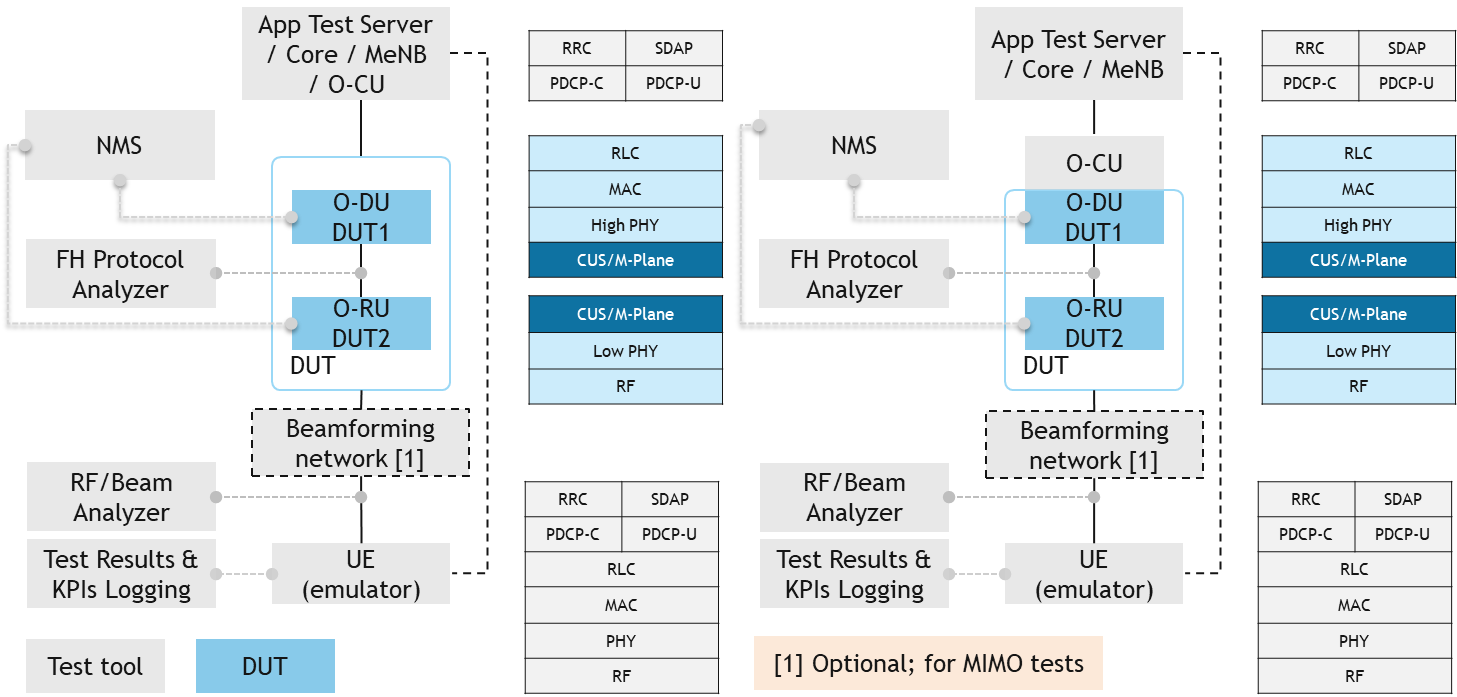 App Test Server
/ Core / MeNB
/ O-CU
NMS
O-DU
DUT1
FH Protocol
Analyzer
O-RU
DUT2
DUT
Beamforming
network [1]
RF/Beam
Analyzer
Test Results &
KPIs Logging
UE
(emulator)
Test tool
DUT
RRC
SDAP
PDCP-C
PDCP-U
RLC
MAC
High PHY
CUS/M-Plane
CUS/M-Plane
Low PHY
RF
RRC
SDAP
PDCP-C
PDCP-U
RLC
MAC
PHY
RF
App Test Server
/ Core / MeNB
NMS
O-CU
O-DU
DUT1
FH Protocol
Analyzer
O-RU
DUT2
DUT
Beamforming
network [1]
RF/Beam
Analyzer
Test Results &
KPIs Logging
UE
(emulator)
[1] Optional; for MIMO tests
RRC
SDAP
PDCP-C
PDCP-U
RLC
MAC
High PHY
CUS/M-Plane
CUS/M-Plane
Low PHY
RF
RRC
SDAP
PDCP-C
PDCP-U
RLC
MAC
PHY
RF